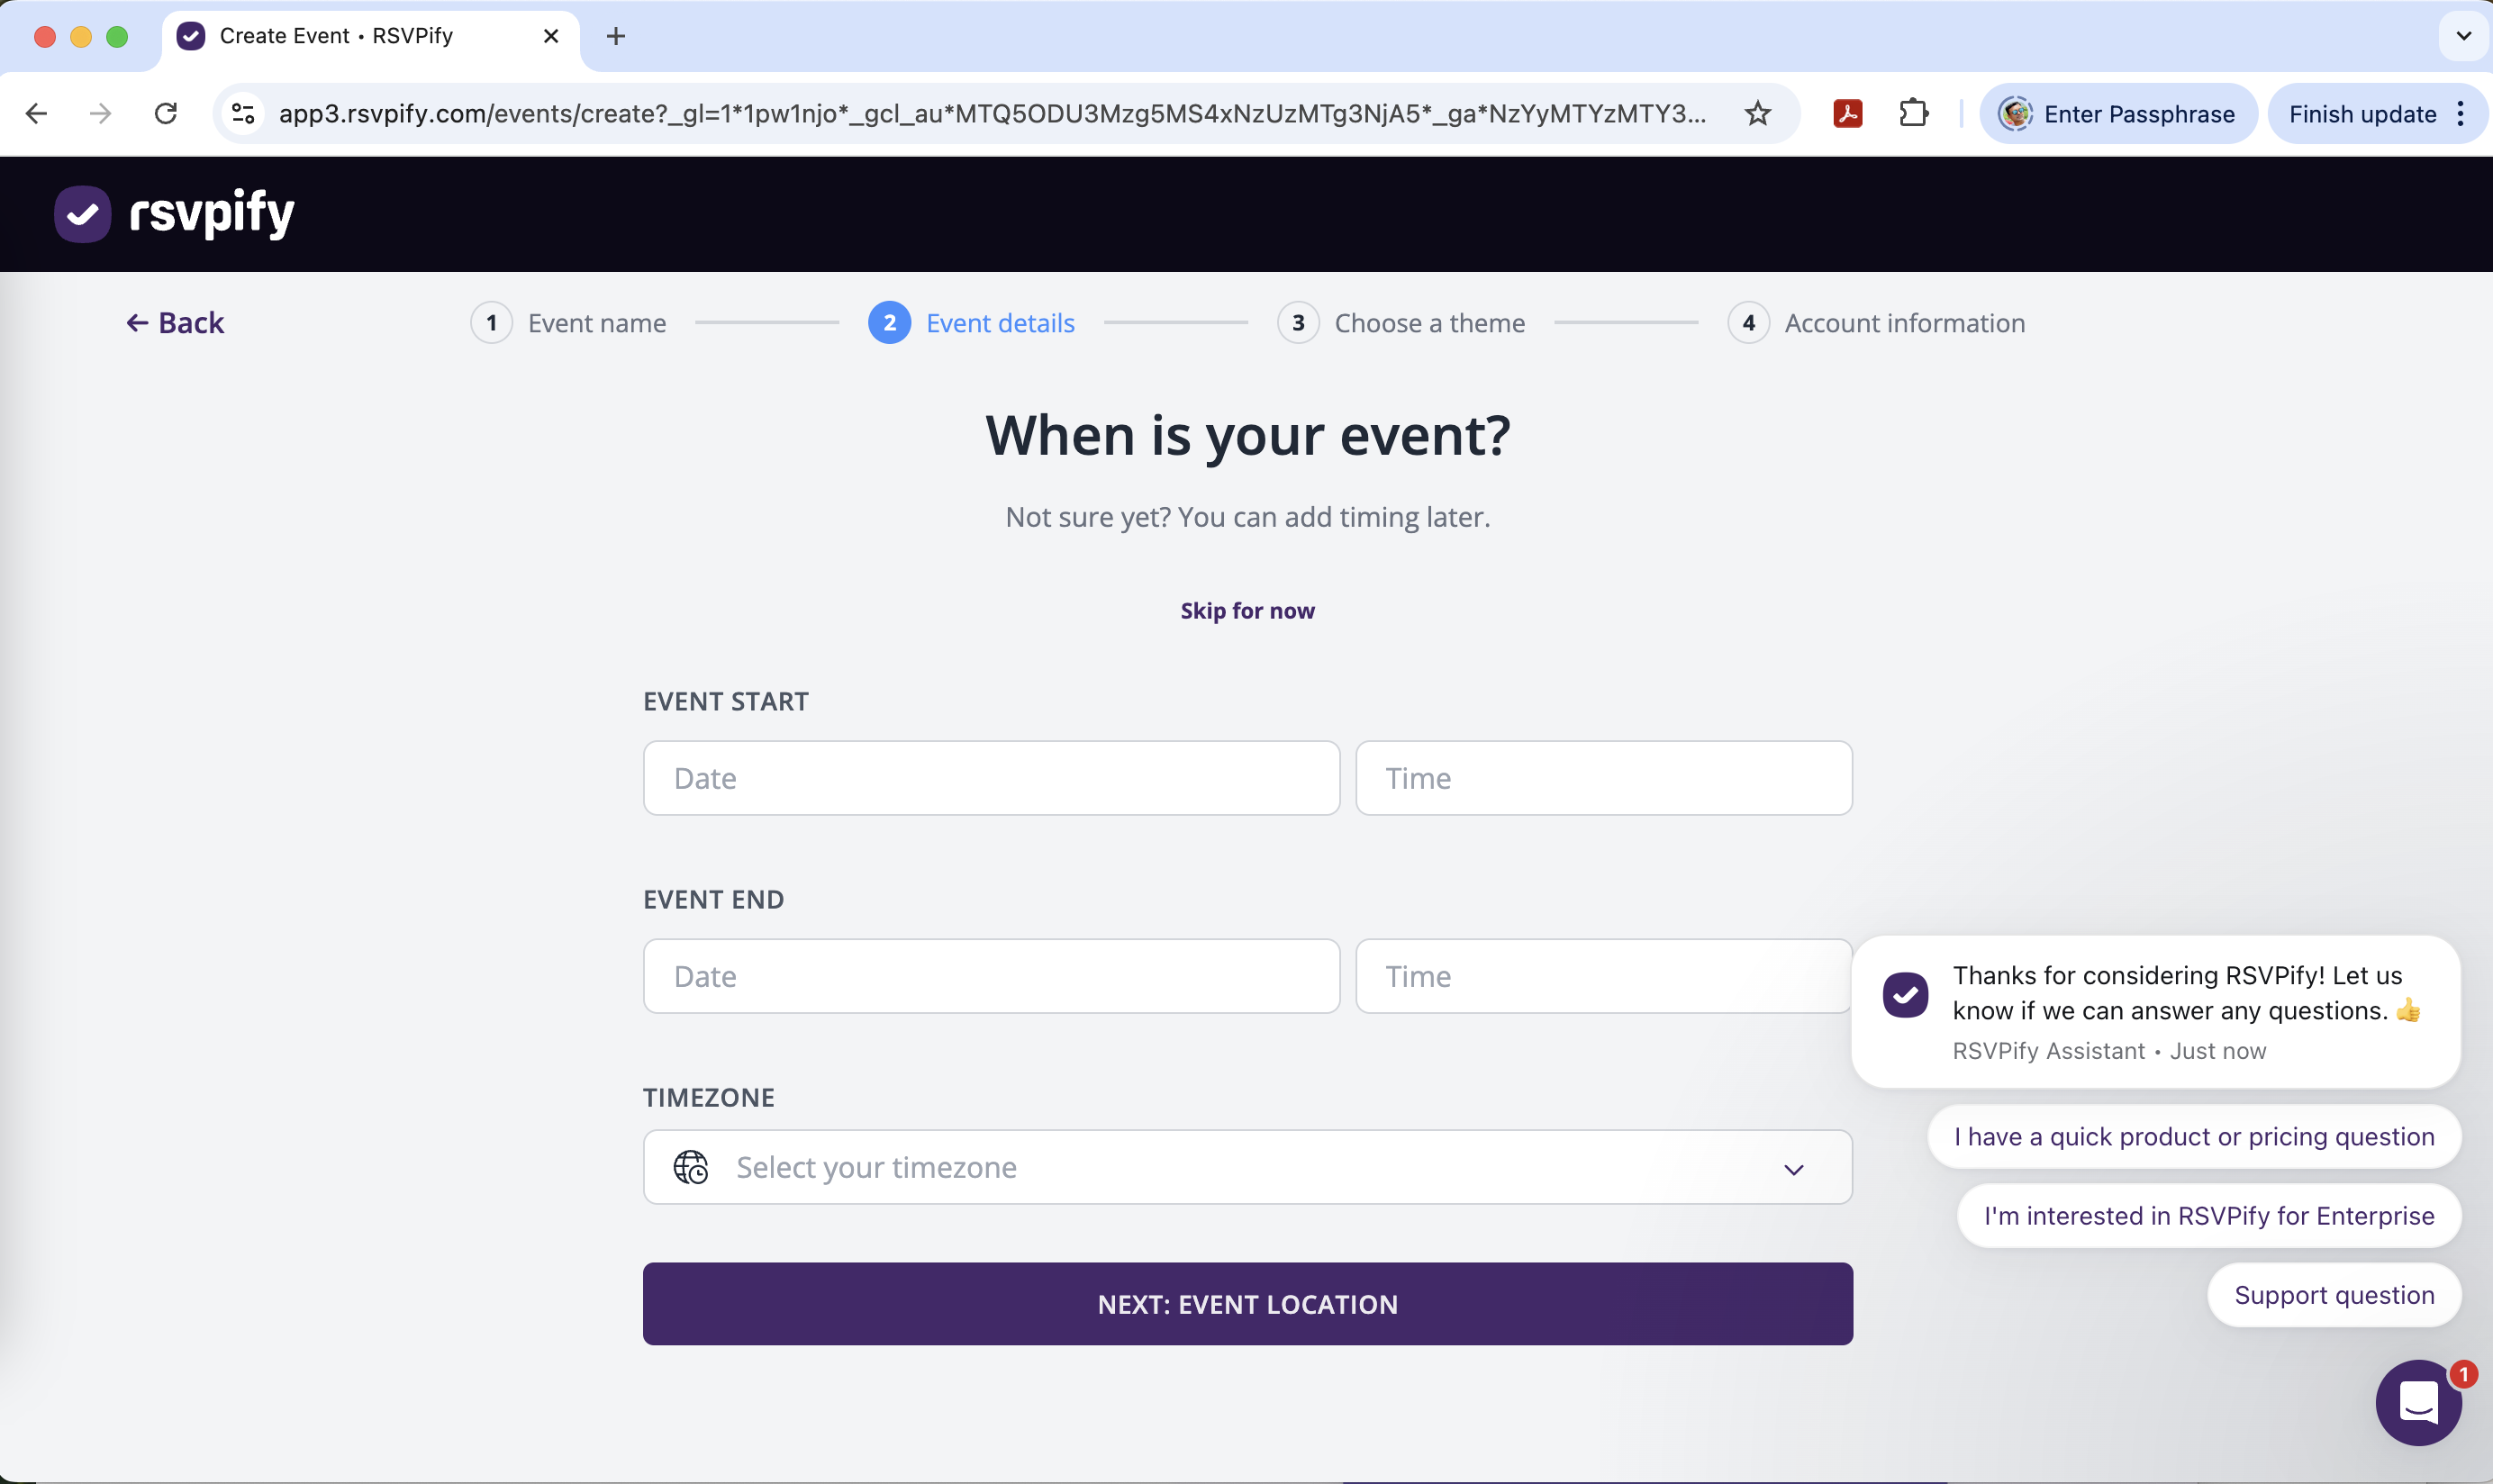 Create Event • RSVPify
app3.rsvpify.com/events/create?_gl=1*1pw1njo*_gcl_au*MTQ5ODU3Mzg5MS4xNzUzMTg3NjA5*_ga*NzYyMTYzMTY3...
Enter Passphrase
Finish update
rsvpify
Back
1 Event name
2 Event details
3 Choose a theme
4 Account information
When is your event?
Not sure yet? You can add timing later.
Skip for now
EVENT START
Date
Time
EVENT END
Date
Time
TIMEZONE
Select your timezone
NEXT: EVENT LOCATION
Thanks for considering RSVPify! Let us
know if we can answer any questions. 👍
RSVPify Assistant • Just now
I have a quick product or pricing question
I'm interested in RSVPify for Enterprise
Support question
1